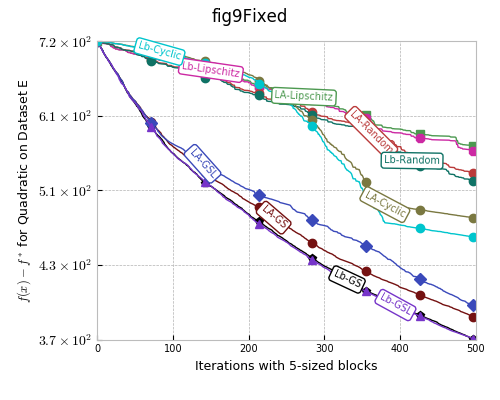 fig9Fixed
7.2 × 10²
6.1 × 10²
5.1 × 10²
4.3 × 10²
3.7 × 10²
f(x) − f* for Quadratic on Dataset E
Lb-Cyclic
Lb-Lipschitz
LA-Lipschitz
LA-Random
Lb-Random
LA-GSL
LA-Cyclic
LA-GS
Lb-GS
Lb-GSL
0 100 200 300 400 500
Iterations with 5-sized blocks